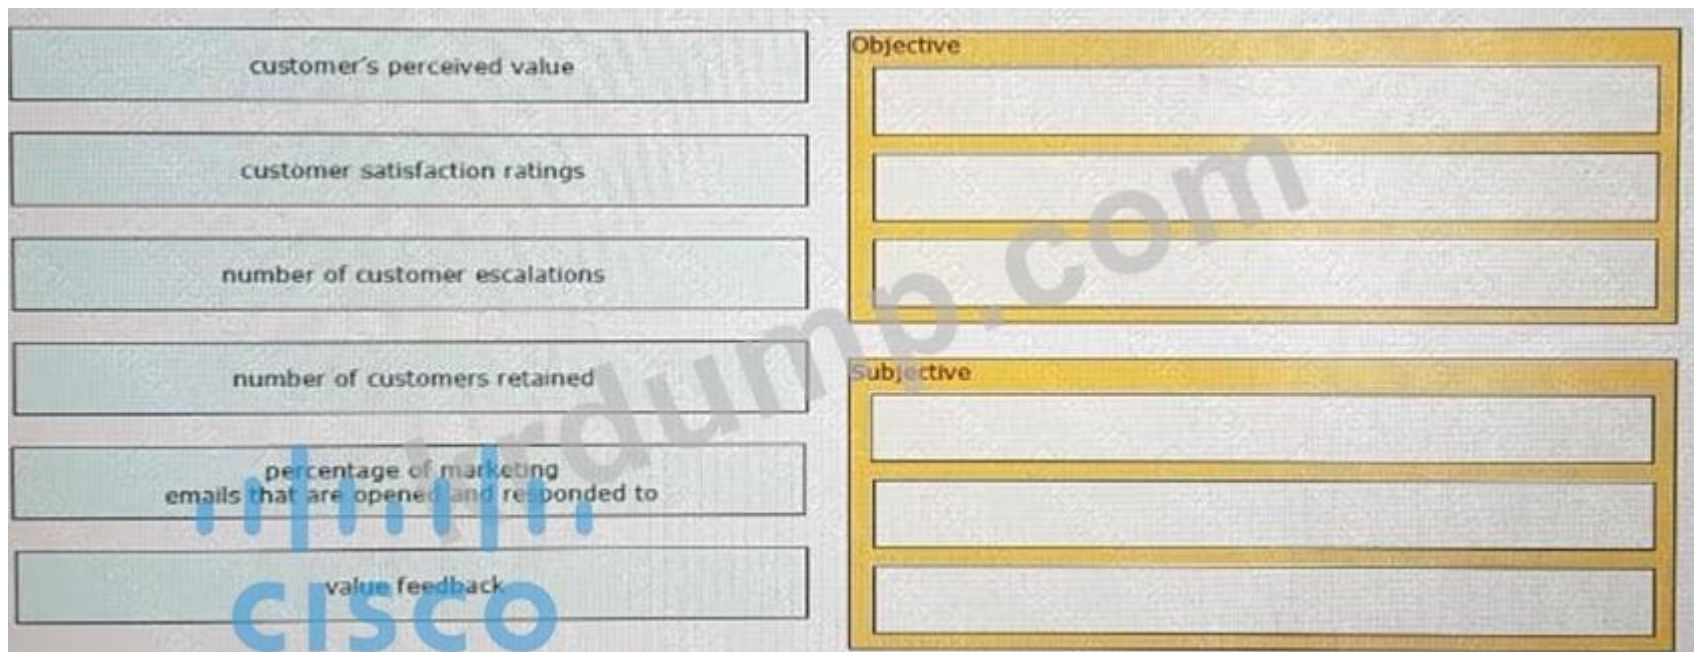 customer's perceived value
customer satisfaction ratings
number of customer escalations
number of customers retained
percentage of marketing
emails that are opened and responded to
value feedback
Objective
Subjective
CISCO